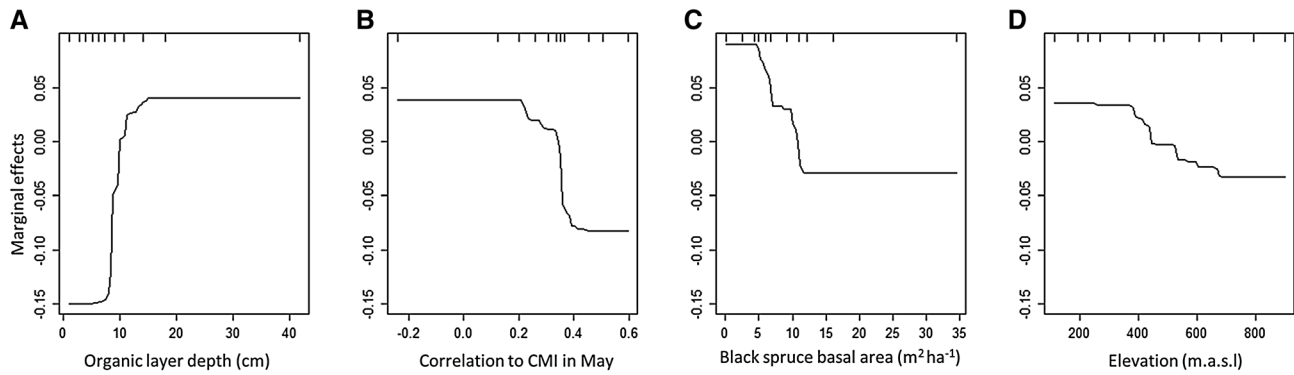 A
B
C
D
Marginal effects
0.05
0.00
-0.05
-0.10
-0.15
0 10 20 30 40
Organic layer depth (cm)
0.05
0.00
-0.05
-0.10
-0.15
-0.2 0.0 0.2 0.4 0.6
Correlation to CMI in May
0.05
0.00
-0.05
-0.10
-0.15
0 5 10 15 20 25 30 35
Black spruce basal area (m² ha⁻¹)
0.05
0.00
-0.05
-0.10
-0.15
200 400 600 800
Elevation (m.a.s.l)